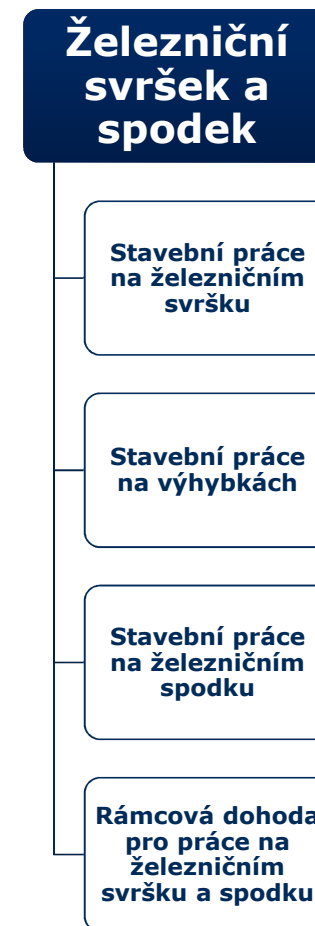 Železniční
svršek a
spodek
Stavební práce
na železničním
svršku
Stavební práce
na výhybkách
Stavební práce
na železničním
spodku
Rámcová dohoda
pro práce na
železničním
svršku a spodku